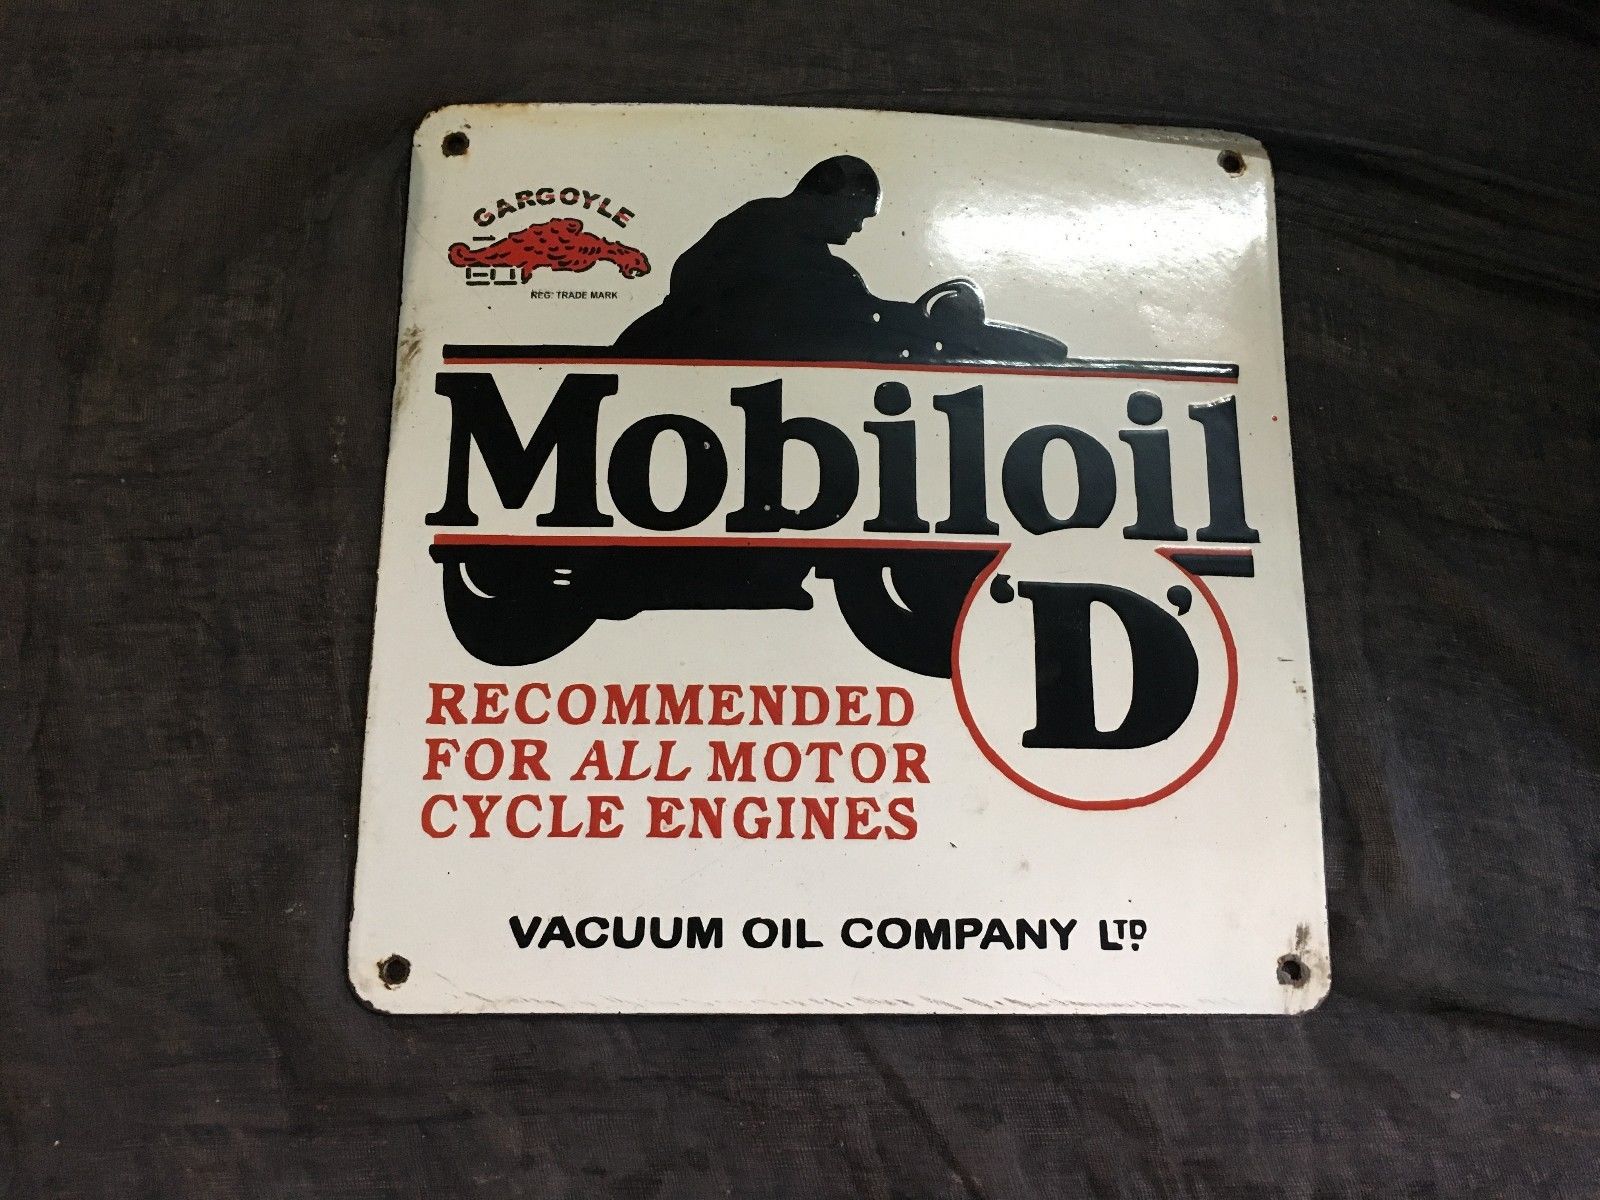 GARGOYLE
REG. TRADE MARK
Mobiloil
'D'
RECOMMENDED
FOR ALL MOTOR
CYCLE ENGINES
VACUUM OIL COMPANY LTD.